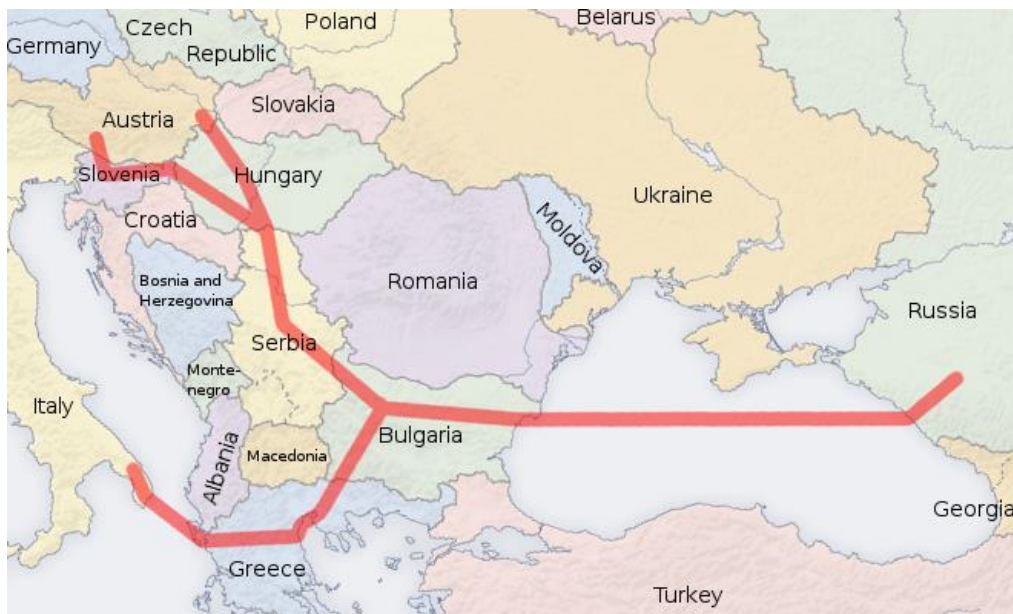 Belarus
Czech
Republic
Poland
Germany
Slovakia
Austria
Slovenia
Hungary
Ukraine
Croatia
Moldova
Bosnia and
Herzegovina
Romania
Russia
Serbia
Monte-
negro
Italy
Bulgaria
Albania
Macedonia
Georgia
Greece
Turkey